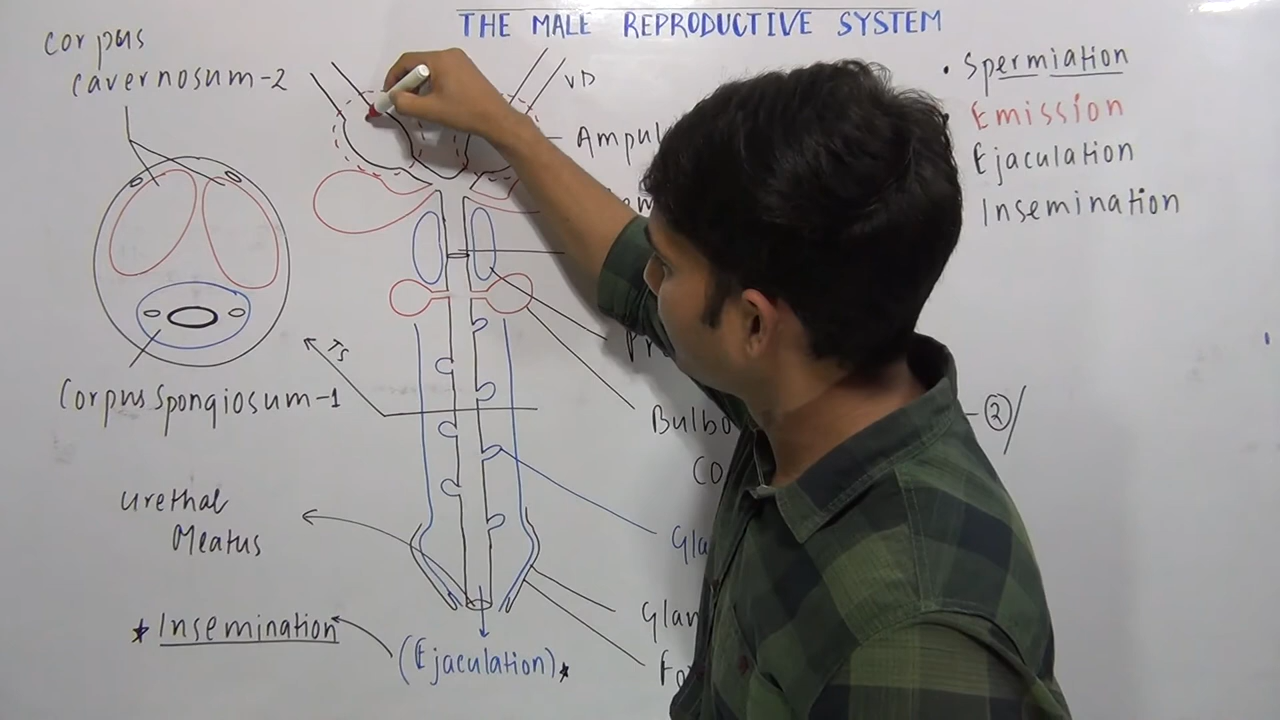 THE MALE REPRODUCTIVE SYSTEM
Corpus
Cavernosum-2
VD
• Spermiation
Emission
Ejaculation
Insemination
TS
Corpus Spongiosum-1
②/
Urethal
Meatus
* Insemination
(Ejaculation)*